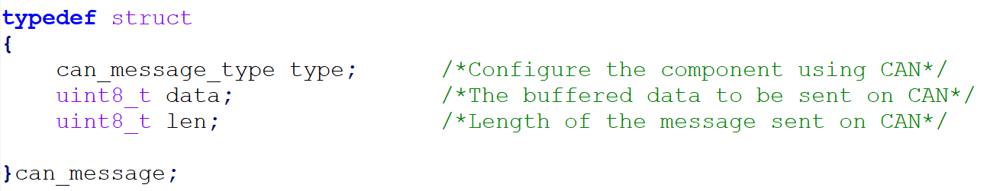 typedef struct
{
can_message_type type; /*Configure the component using CAN*/
uint8_t data; /*The buffered data to be sent on CAN*/
uint8_t len; /*Length of the message sent on CAN*/
}can_message;